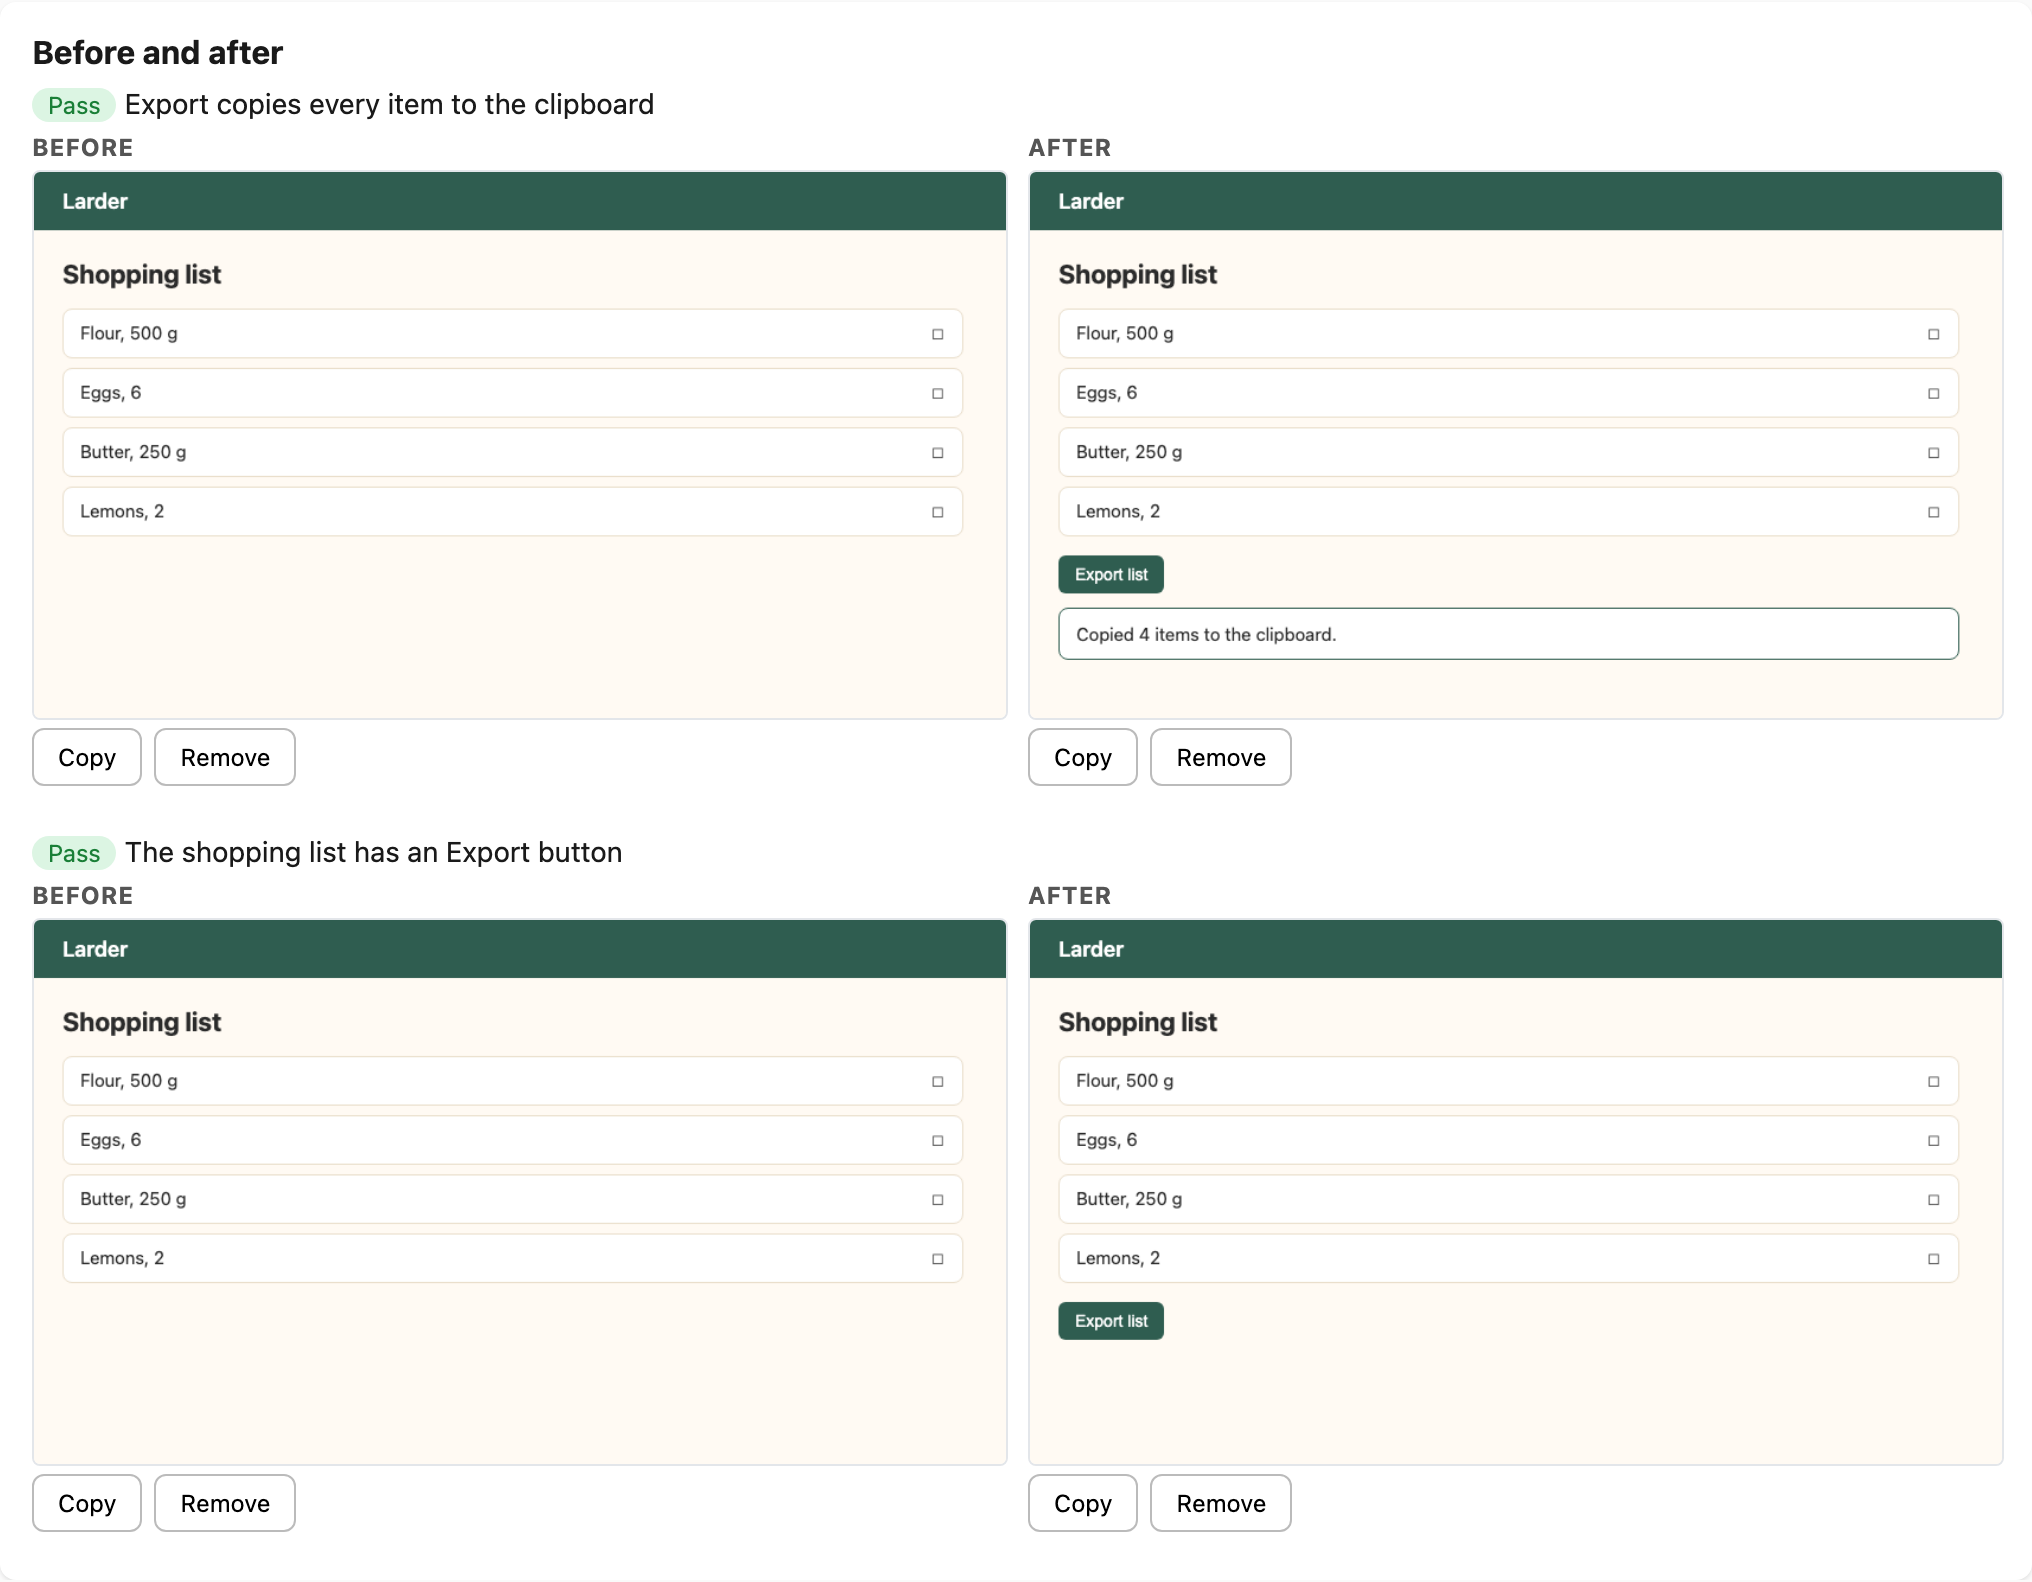 Before and after
Pass Export copies every item to the clipboard
BEFORE
Larder
Shopping list
Flour, 500 g
Eggs, 6
Butter, 250 g
Lemons, 2
Copy Remove
AFTER
Larder
Shopping list
Flour, 500 g
Eggs, 6
Butter, 250 g
Lemons, 2
Export list
Copied 4 items to the clipboard.
Copy Remove
Pass The shopping list has an Export button
BEFORE
Larder
Shopping list
Flour, 500 g
Eggs, 6
Butter, 250 g
Lemons, 2
Copy Remove
AFTER
Larder
Shopping list
Flour, 500 g
Eggs, 6
Butter, 250 g
Lemons, 2
Export list
Copy Remove